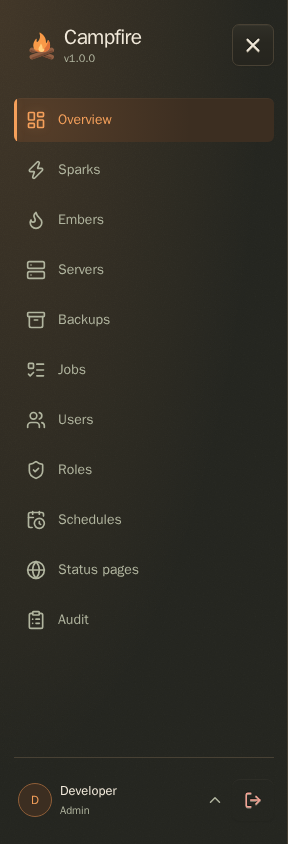 Campfire
v1.0.0
Overview
Sparks
Embers
Servers
Backups
Jobs
Users
Roles
Schedules
Status pages
Audit
D
Developer
Admin